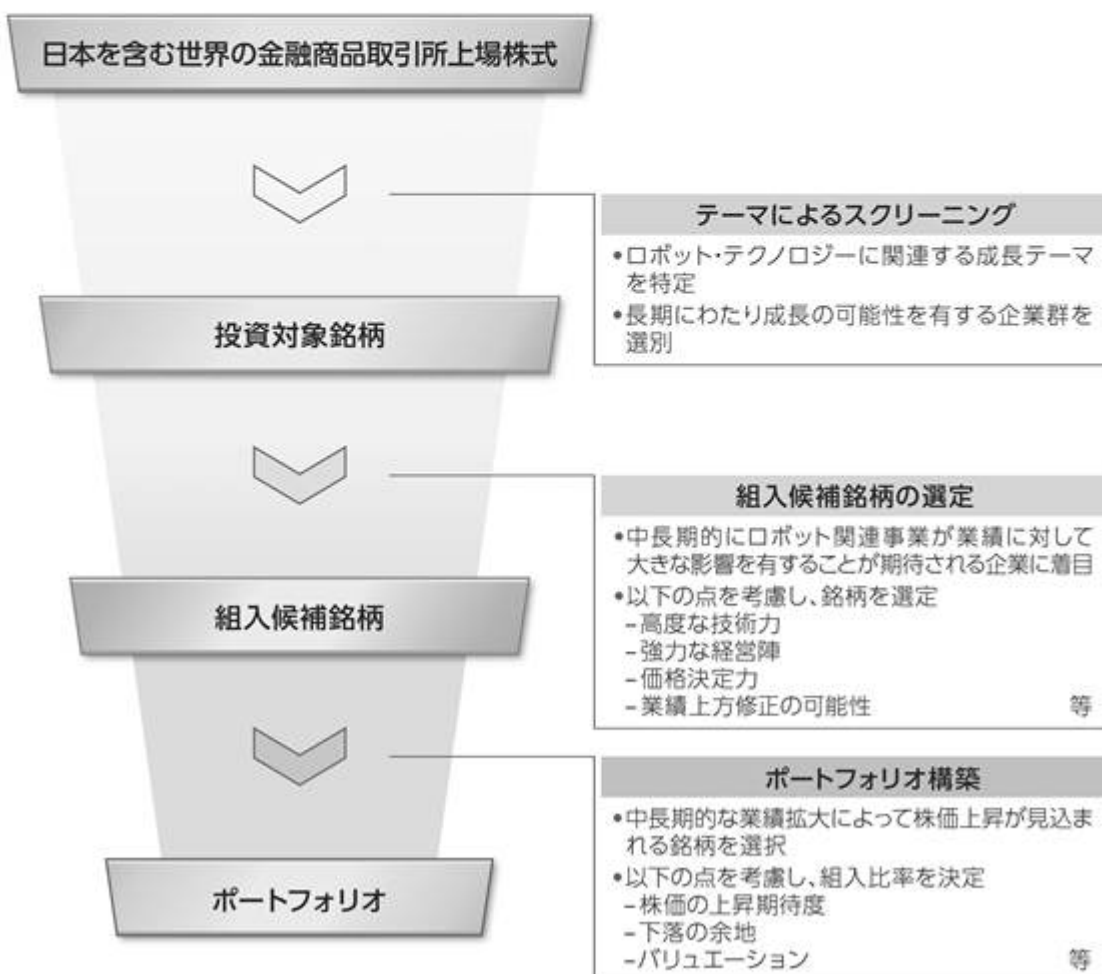 日本を含む世界の金融商品取引所上場株式
テーマによるスクリーニング
•ロボット・テクノロジーに関連する成長テーマ
を特定
•長期にわたり成長の可能性を有する企業群を
選別
投資対象銘柄
組入候補銘柄の選定
•中長期的にロボット関連事業が業績に対して
大きな影響を有することが期待される企業に着目
•以下の点を考慮し、銘柄を選定
–高度な技術力
–強力な経営陣
–価格決定力
–業績上方修正の可能性 等
組入候補銘柄
ポートフォリオ構築
•中長期的な業績拡大によって株価上昇が見込ま
れる銘柄を選択
•以下の点を考慮し、組入比率を決定
–株価の上昇期待度
–下落の余地
–バリュエーション 等
ポートフォリオ